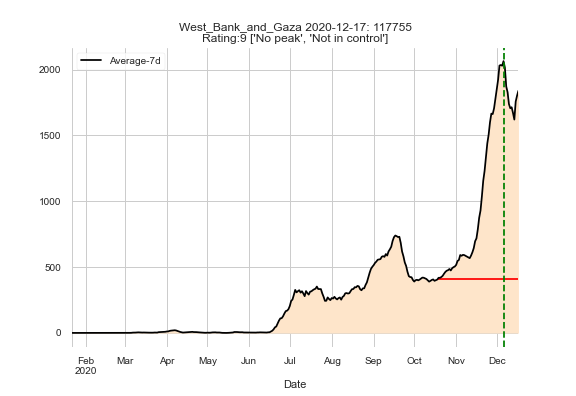 West_Bank_and_Gaza 2020-12-17: 117755
Rating:9 ['No peak', 'Not in control']
Average-7d
2000
1500
1000
500
0
Feb Mar Apr May Jun Jul Aug Sep Oct Nov Dec
2020
Date